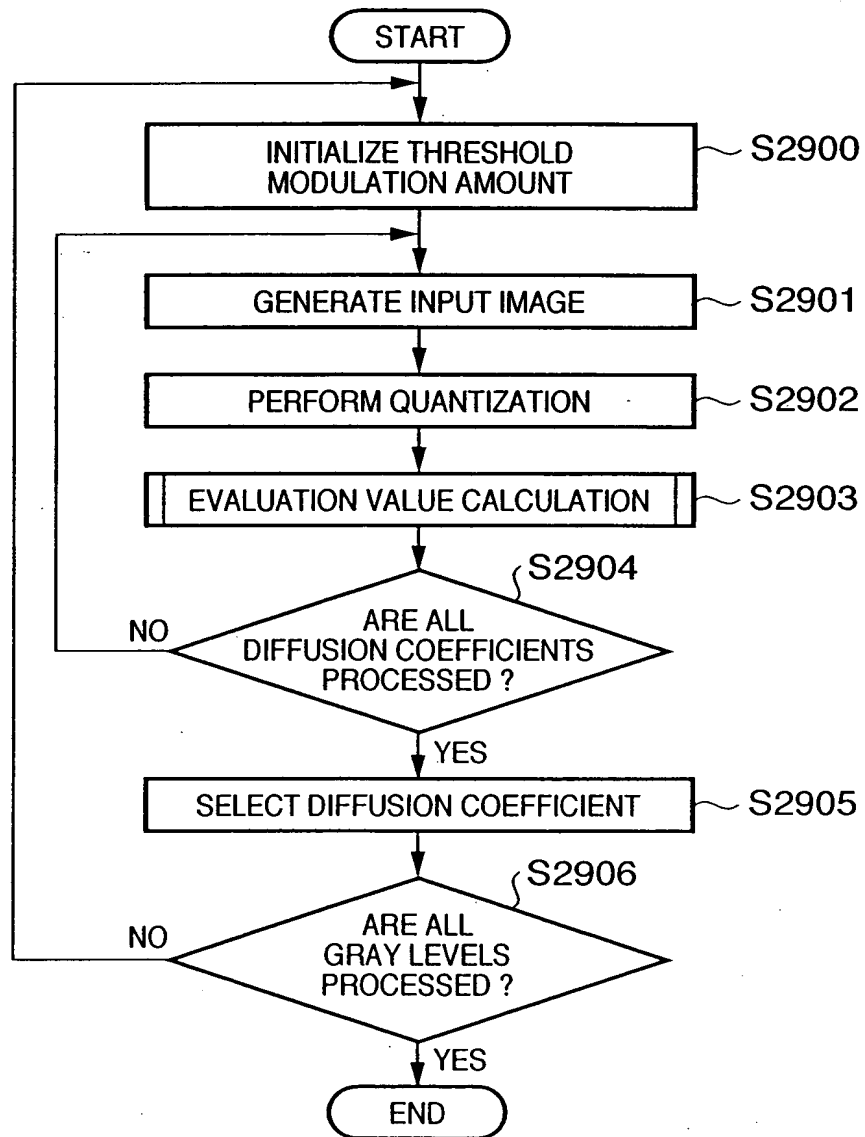 START
INITIALIZE THRESHOLD
MODULATION AMOUNT
S2900
GENERATE INPUT IMAGE
S2901
PERFORM QUANTIZATION
S2902
EVALUATION VALUE CALCULATION
S2903
S2904
ARE ALL
DIFFUSION COEFFICIENTS
PROCESSED ?
NO
YES
SELECT DIFFUSION COEFFICIENT
S2905
S2906
ARE ALL
GRAY LEVELS
PROCESSED ?
NO
YES
END